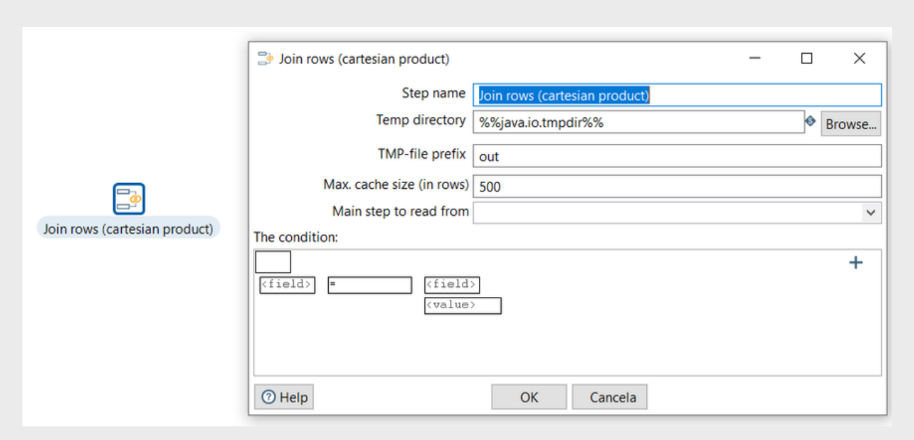 Join rows (cartesian product)
Step name Join rows (cartesian product)
Temp directory %%java.io.tmpdir%% Browse...
TMP-file prefix out
Max. cache size (in rows) 500
Main step to read from
Join rows (cartesian product)
The condition:
<field> = <field>
<value>
Help OK Cancela